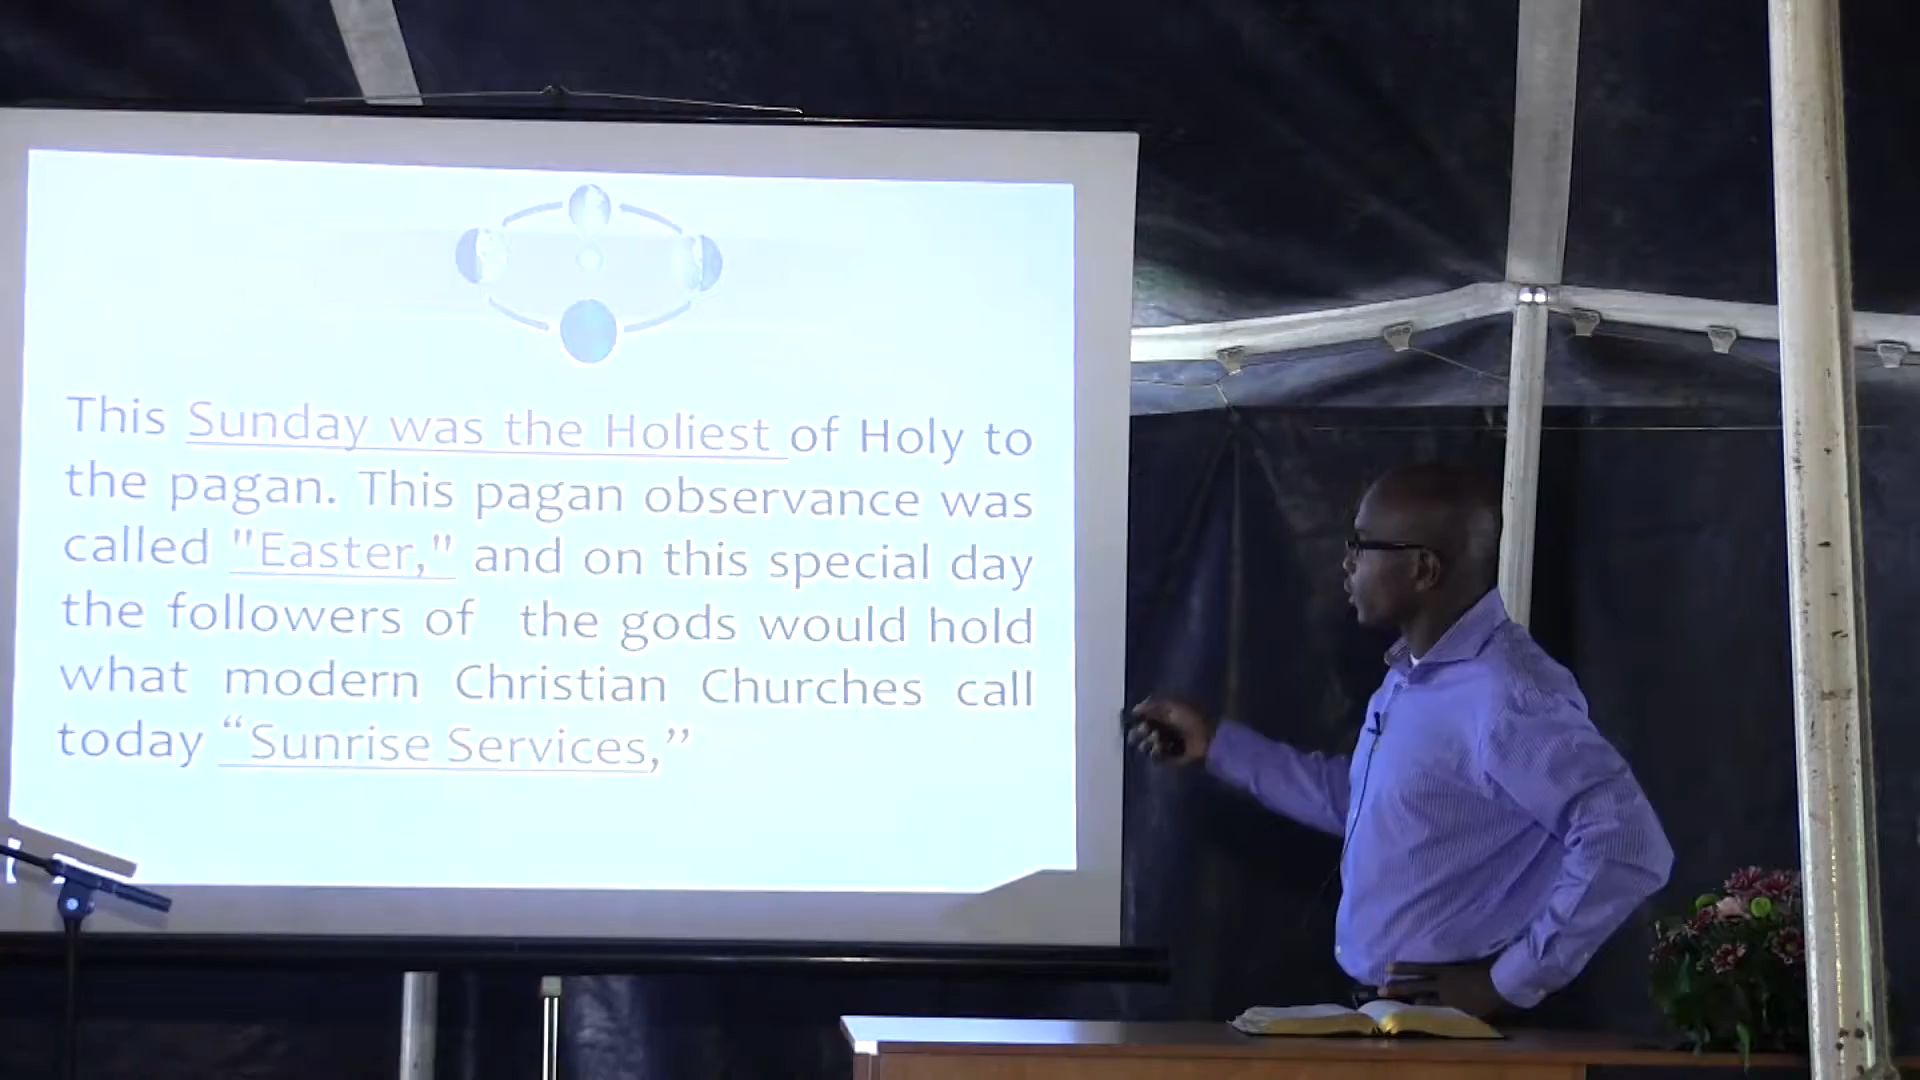 This Sunday was the Holiest of Holy to
the pagan. This pagan observance was
called "Easter," and on this special day
the followers of the gods would hold
what modern Christian Churches call
today “Sunrise Services,”